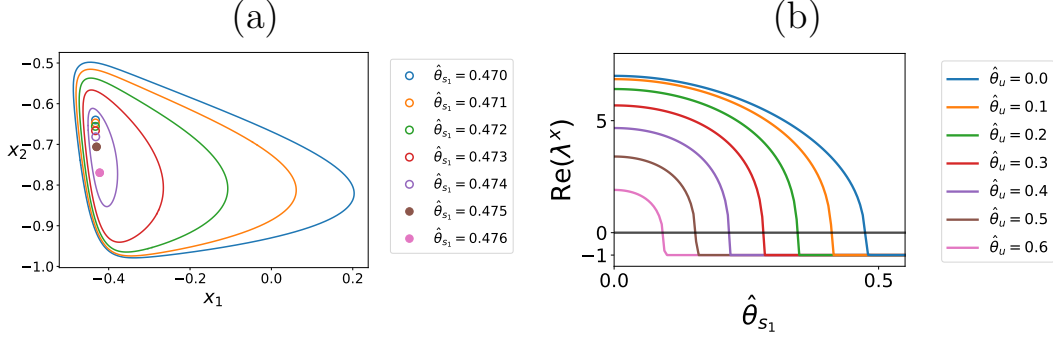 (a)
−0.5
−0.6
−0.7
−0.8
−0.9
−1.0
x₂
−0.4
−0.2
0.0
0.2
x₁
θ̂ₛ₁ = 0.470
θ̂ₛ₁ = 0.471
θ̂ₛ₁ = 0.472
θ̂ₛ₁ = 0.473
θ̂ₛ₁ = 0.474
θ̂ₛ₁ = 0.475
θ̂ₛ₁ = 0.476
(b)
5
0
−1
Re(λˣ)
0.0
0.5
θ̂ₛ₁
θ̂ᵤ = 0.0
θ̂ᵤ = 0.1
θ̂ᵤ = 0.2
θ̂ᵤ = 0.3
θ̂ᵤ = 0.4
θ̂ᵤ = 0.5
θ̂ᵤ = 0.6